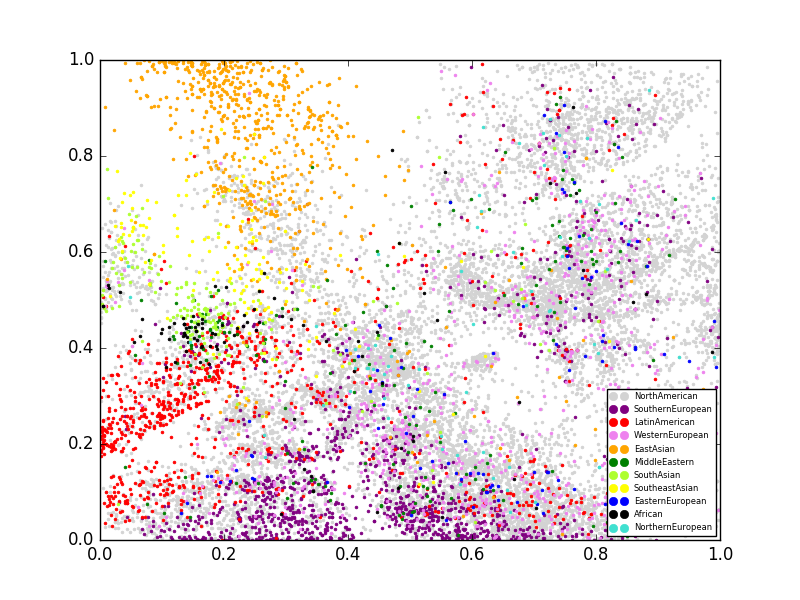 1.0
0.8
0.6
0.4
0.2
0.0
0.0 0.2 0.4 0.6 0.8 1.0
NorthAmerican
SouthernEuropean
LatinAmerican
WesternEuropean
EastAsian
MiddleEastern
SouthAsian
SoutheastAsian
EasternEuropean
African
NorthernEuropean